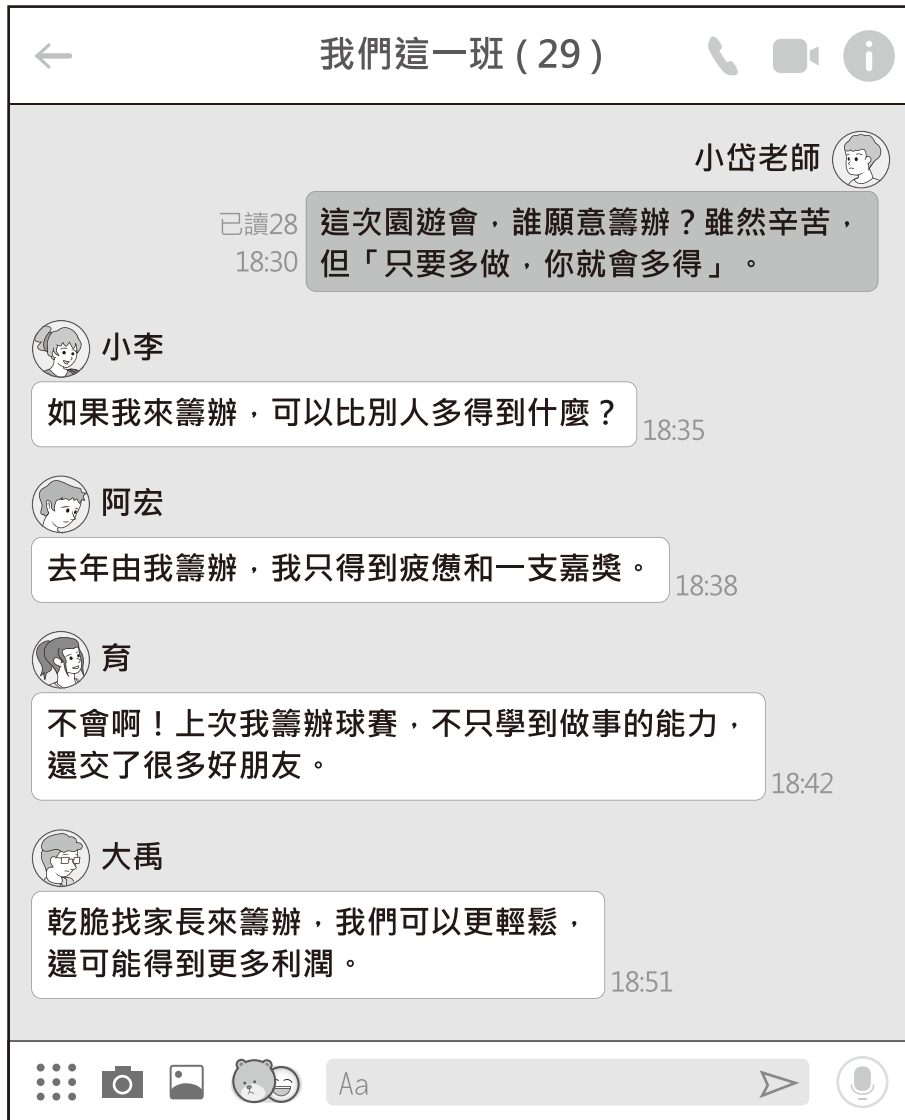 我們這一班 ( 29 )
小岱老師
已讀28
18:30
這次園遊會，誰願意籌辦？雖然辛苦，
但「只要多做，你就會多得」。
小李
如果我來籌辦，可以比別人多得到什麼？
18:35
阿宏
去年由我籌辦，我只得到疲憊和一支嘉獎。
18:38
育
不會啊！上次我籌辦球賽，不只學到做事的能力，
還交了很多好朋友。
18:42
大禹
乾脆找家長來籌辦，我們可以更輕鬆，
還可能得到更多利潤。
18:51
Aa